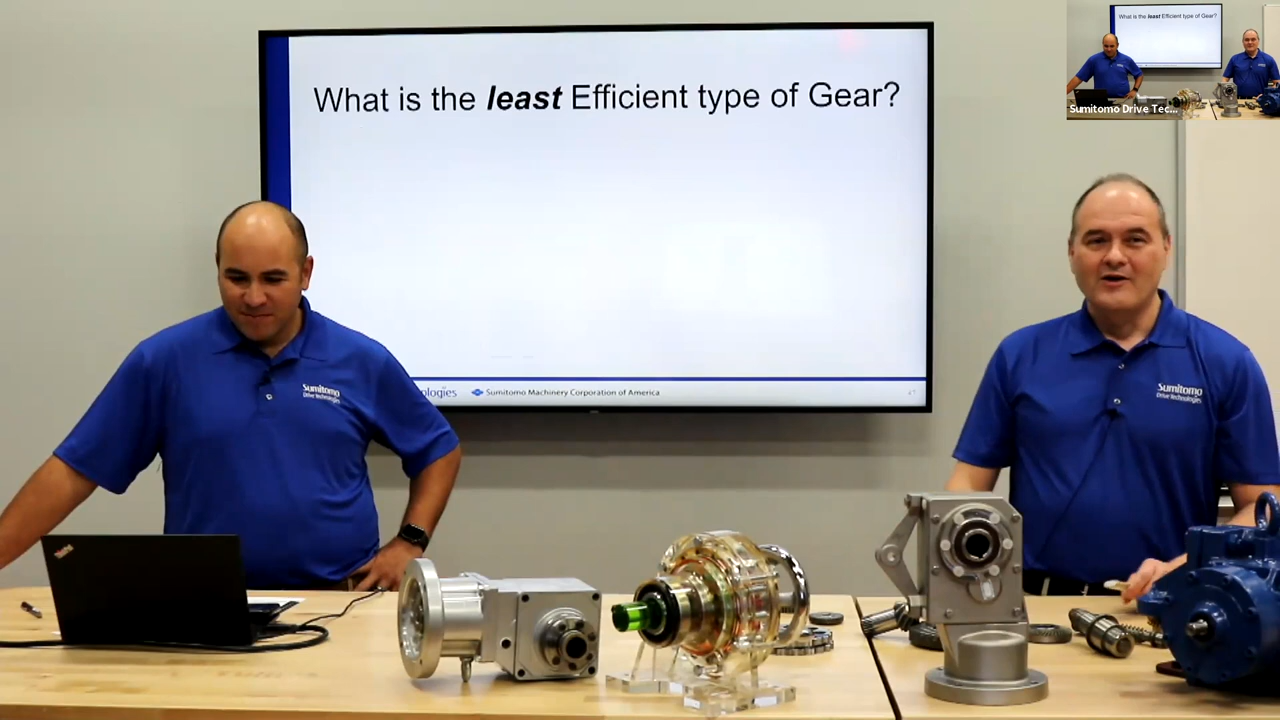 What is the least Efficient type of Gear?
ologies Sumitomo Machinery Corporation of America
Sumitomo
Drive Technologies
Sumitomo
Drive Technologies
What is the least Efficient type of Gear?
Sumitomo Drive Tec...